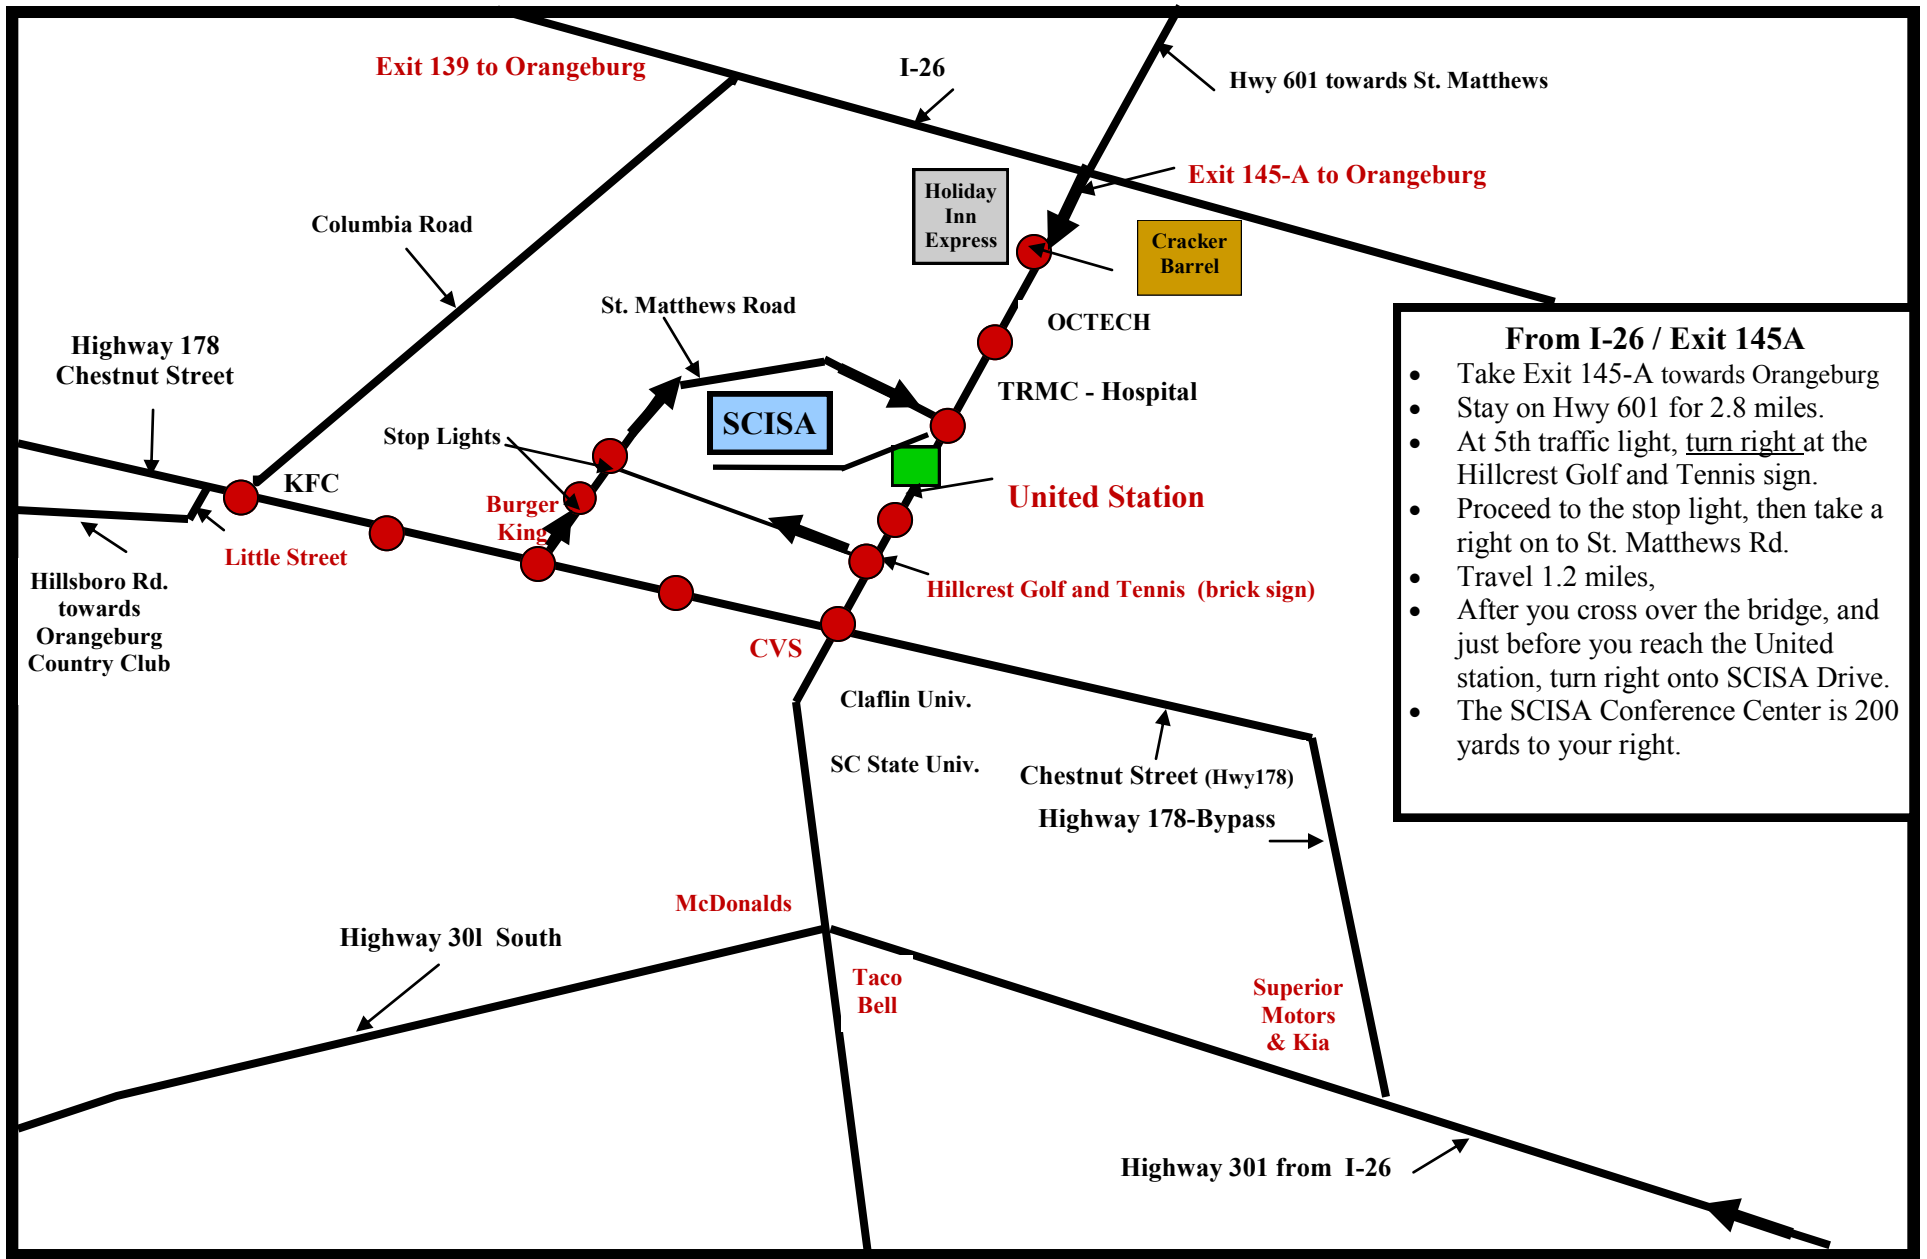 Exit 139 to Orangeburg
I-26
Hwy 601 towards St. Matthews
Exit 145-A to Orangeburg
Holiday
Inn
Express
Cracker
Barrel
Columbia Road
St. Matthews Road
OCTECH
Highway 178
Chestnut Street
TRMC - Hospital
SCISA
Stop Lights
KFC
Burger
King
United Station
Little Street
Hillsboro Rd.
towards
Orangeburg
Country Club
Hillcrest Golf and Tennis (brick sign)
CVS
Claflin Univ.
SC State Univ.
Chestnut Street (Hwy178)
Highway 178-Bypass
McDonalds
Highway 30l South
Taco
Bell
Superior
Motors
& Kia
Highway 301 from I-26
From I-26 / Exit 145A
• Take Exit 145-A towards Orangeburg
• Stay on Hwy 601 for 2.8 miles.
• At 5th traffic light, turn right at the
Hillcrest Golf and Tennis sign.
• Proceed to the stop light, then take a
right on to St. Matthews Rd.
• Travel 1.2 miles,
• After you cross over the bridge, and
just before you reach the United
station, turn right onto SCISA Drive.
• The SCISA Conference Center is 200
yards to your right.